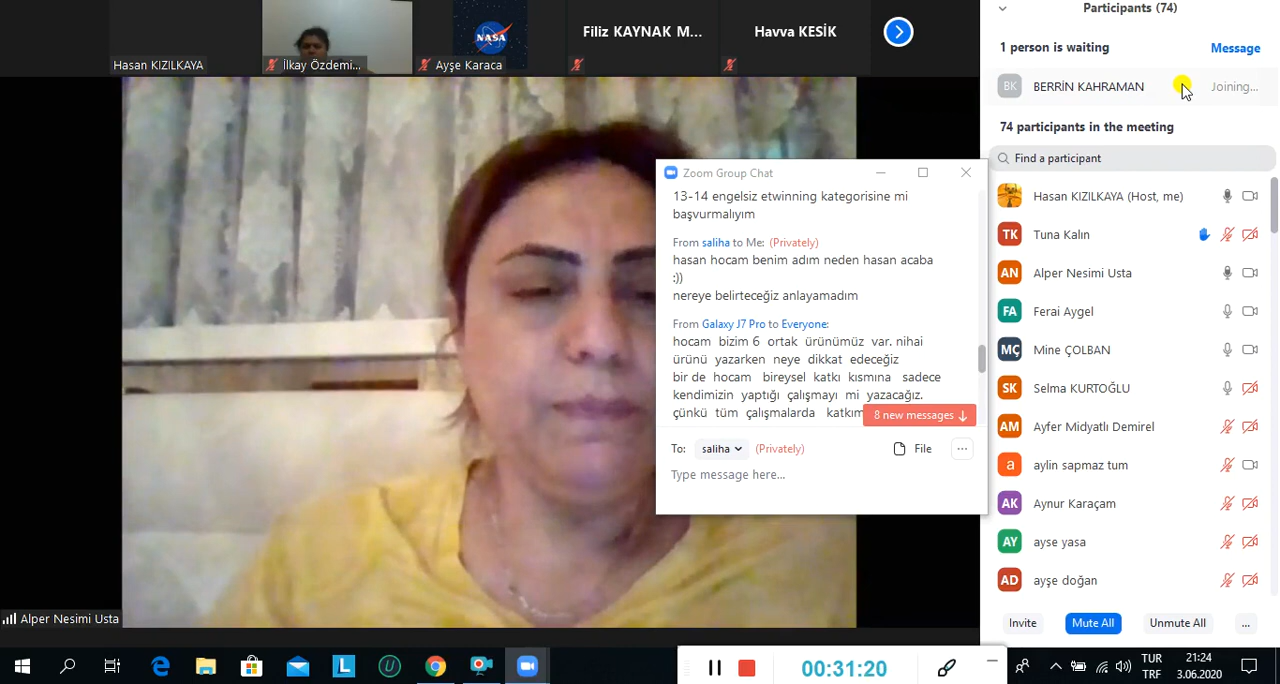 Hasan KIZILKAYA
İlkay Özdemi...
NASA
Ayşe Karaca
Filiz KAYNAK M...
Havva KESİK
Alper Nesimi Usta
Zoom Group Chat
13-14 engelsiz etwinning kategorisine mi
başvurmalıyım
From saliha to Me: (Privately)
hasan hocam benim adım neden hasan acaba
:))
nereye belirteceğiz anlayamadım
From Galaxy J7 Pro to Everyone:
hocam bizim 6 ortak ürünümüz var. nihai
ürünü yazarken neye dikkat edeceğiz
bir de hocam bireysel katkı kısmına sadece
kendimizin yaptığı çalışmayı mı yazacağız.
çünkü tüm çalışmalarda katkım
8 new messages
To: saliha (Privately) File ...
Type message here...
Participants (74)
1 person is waiting Message
BK BERRİN KAHRAMAN Joining...
74 participants in the meeting
Find a participant
Hasan KIZILKAYA (Host, me)
TK Tuna Kalın
AN Alper Nesimi Usta
FA Ferai Aygel
MÇ Mine ÇOLBAN
SK Selma KURTOĞLU
AM Ayfer Midyatlı Demirel
a aylin sapmaz tum
AK Aynur Karaçam
AY ayse yasa
AD ayşe doğan
Invite Mute All Unmute All ...
00:31:20
TUR
TRF
21:24
3.06.2020